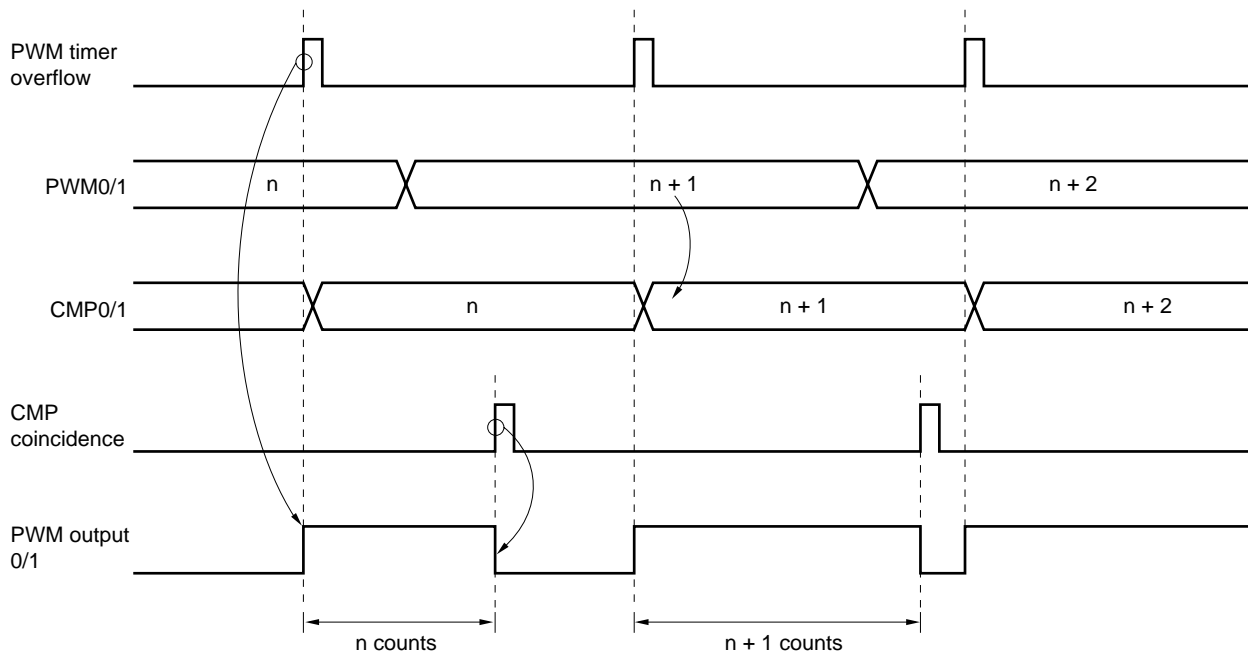 PWM timer
overflow
PWM0/1
n
n + 1
n + 2
CMP0/1
n
n + 1
n + 2
CMP
coincidence
PWM output
0/1
n counts
n + 1 counts